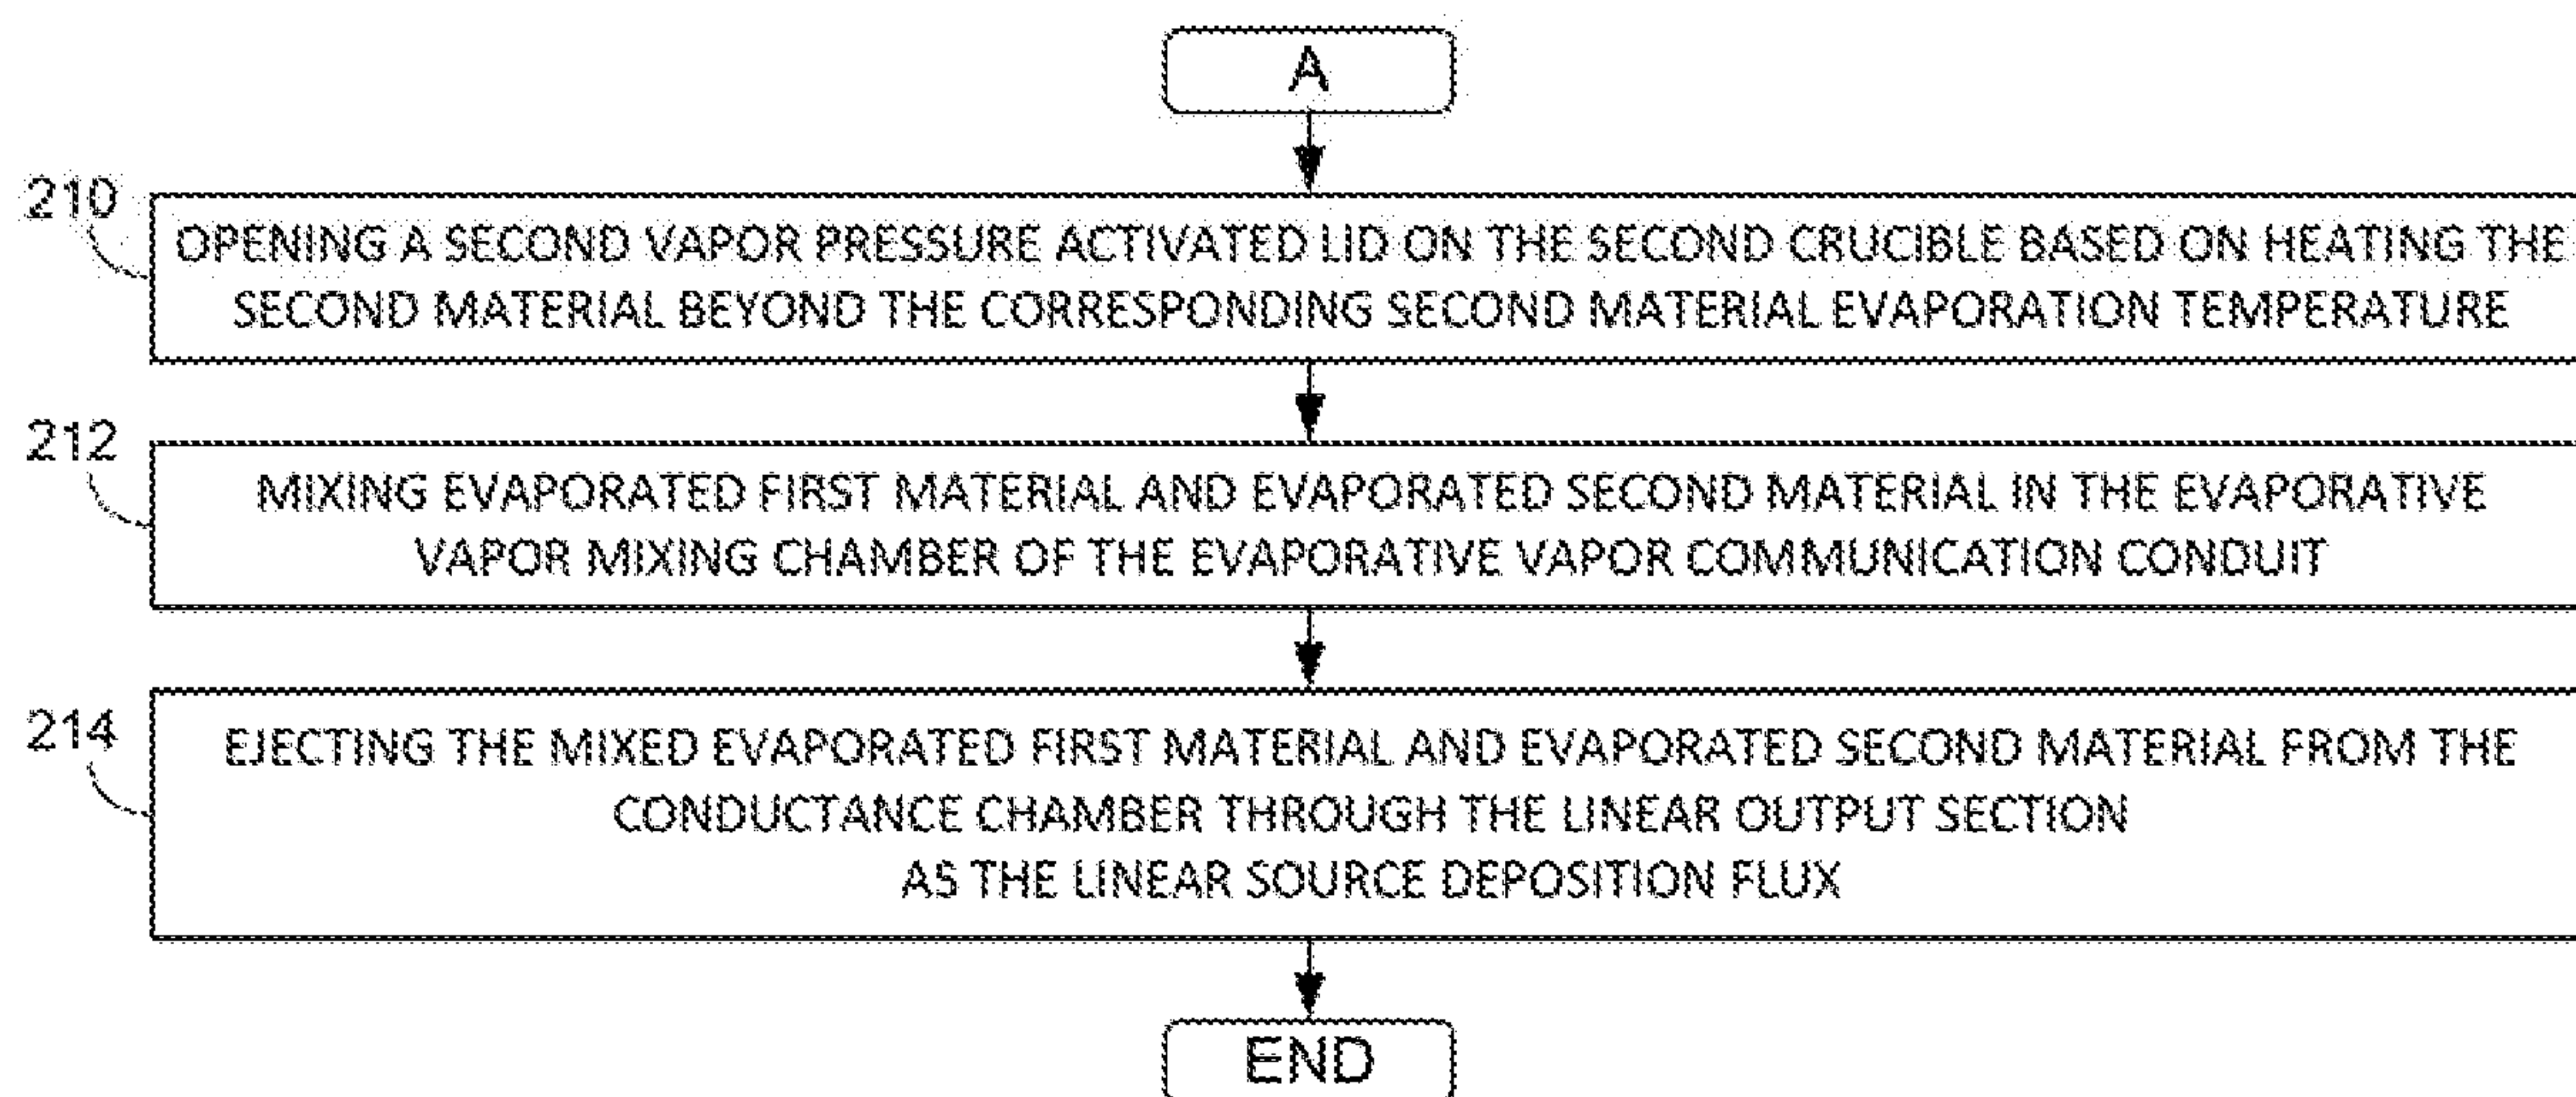 A
210
OPENING A SECOND VAPOR PRESSURE ACTIVATED LID ON THE SECOND CRUCIBLE BASED ON HEATING THE
SECOND MATERIAL BEYOND THE CORRESPONDING SECOND MATERIAL EVAPORATION TEMPERATURE
212
MIXING EVAPORATED FIRST MATERIAL AND EVAPORATED SECOND MATERIAL IN THE EVAPORATIVE
VAPOR MIXING CHAMBER OF THE EVAPORATIVE VAPOR COMMUNICATION CONDUIT
214
EJECTING THE MIXED EVAPORATED FIRST MATERIAL AND EVAPORATED SECOND MATERIAL FROM THE
CONDUCTANCE CHAMBER THROUGH THE LINEAR OUTPUT SECTION
AS THE LINEAR SOURCE DEPOSITION FLUX
END